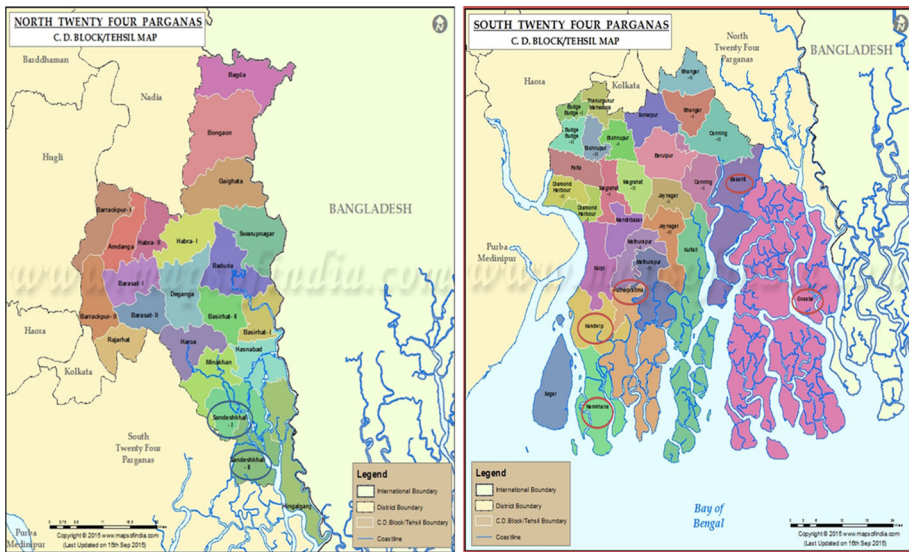 NORTH TWENTY FOUR PARGANAS
C. D. BLOCK/TEHSIL MAP
Barddhaman
Nadia
Hugli
Haora
Kolkata
South
Twenty Four
Parganas
Purba
Medinipur
BANGLADESH
Bagda
Bongaon
Gaighata
Barrackpur- I
Amdanga
Habra- II
Habra- I
Swarupnagar
Baduria
Barasat- I
Deganga
Barrackpur- II
Barasat- II
Basirhat- II
Basirhat- I
Rajarhat
Haroa
Hasnabad
Minakhan
Sandeshkhali
- I
Sandeshkhali
- II
Hingalganj
Legend
International Boundary
District Boundary
C.D.Block/Tehsil Boundary
Coastline
Copyright © 2015 www.mapsofindia.com
(Last Updated on 16th Sep 2015)
SOUTH TWENTY FOUR PARGANAS
C. D. BLOCK/TEHSIL MAP
North
Twenty Four
Parganas
BANGLADESH
Haora
Kolkata
Purba
Medinipur
Bhangar
- II
Thakurpukur
Maheshtala
Budge
Budge -I
Sonarpur
Bhangar
- I
Budge
Budge -II
Bishnupur
- II
Bishnupur
- I
Canning
- II
Baruipur
Falta
Magrahat
- I
Magrahat
- II
Canning
- I
Basanti
Diamond
Harbour
- II
Jaynagar
- I
Diamond
Harbour
- I
Mandirbazar
Jaynagar
- II
Kulpi
Mathurapur
- I
Kultali
Mathurapur
- II
Patharpratima
Gosaba
Kakdwip
Sagar
Namkhana
Legend
International Boundary
District Boundary
C.D.Block/Tehsil Boundary
Coastline
Bay of
Bengal
Copyright © 2015 www.mapsofindia.com
(Last Updated on 16th Sep 2015)
www.mapsofindia.com